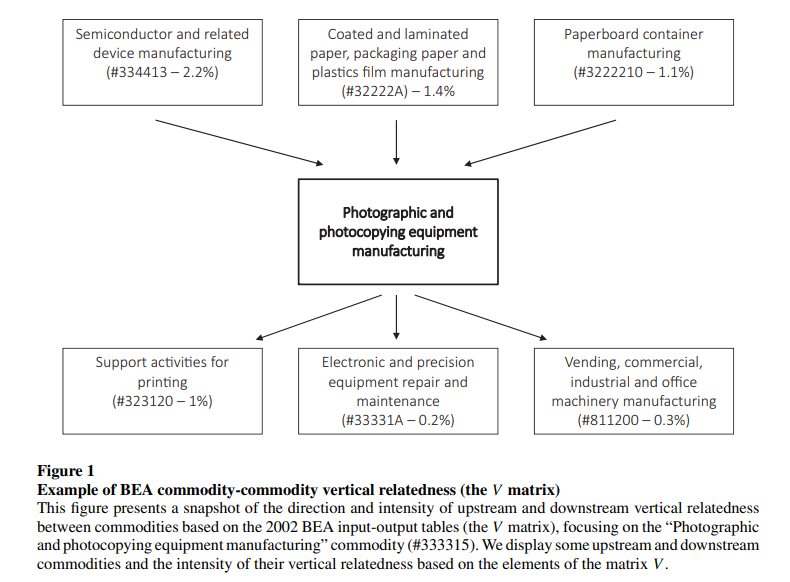 Semiconductor and related
device manufacturing
(#334413 – 2.2%)
Coated and laminated
paper, packaging paper and
plastics film manufacturing
(#32222A) – 1.4%
Paperboard container
manufacturing
(#3222210 – 1.1%)
Photographic and
photocopying equipment
manufacturing
Support activities for
printing
(#323120 – 1%)
Electronic and precision
equipment repair and
maintenance
(#33331A – 0.2%)
Vending, commercial,
industrial and office
machinery manufacturing
(#811200 – 0.3%)
Figure 1
Example of BEA commodity-commodity vertical relatedness (the V matrix)
This figure presents a snapshot of the direction and intensity of upstream and downstream vertical relatedness
between commodities based on the 2002 BEA input-output tables (the V matrix), focusing on the “Photographic
and photocopying equipment manufacturing” commodity (#333315). We display some upstream and downstream
commodities and the intensity of their vertical relatedness based on the elements of the matrix V.